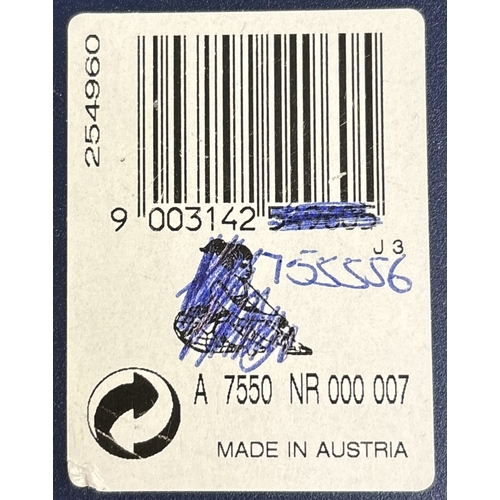 254960
9 003142
J 3
755556
A 7550 NR 000 007
MADE IN AUSTRIA